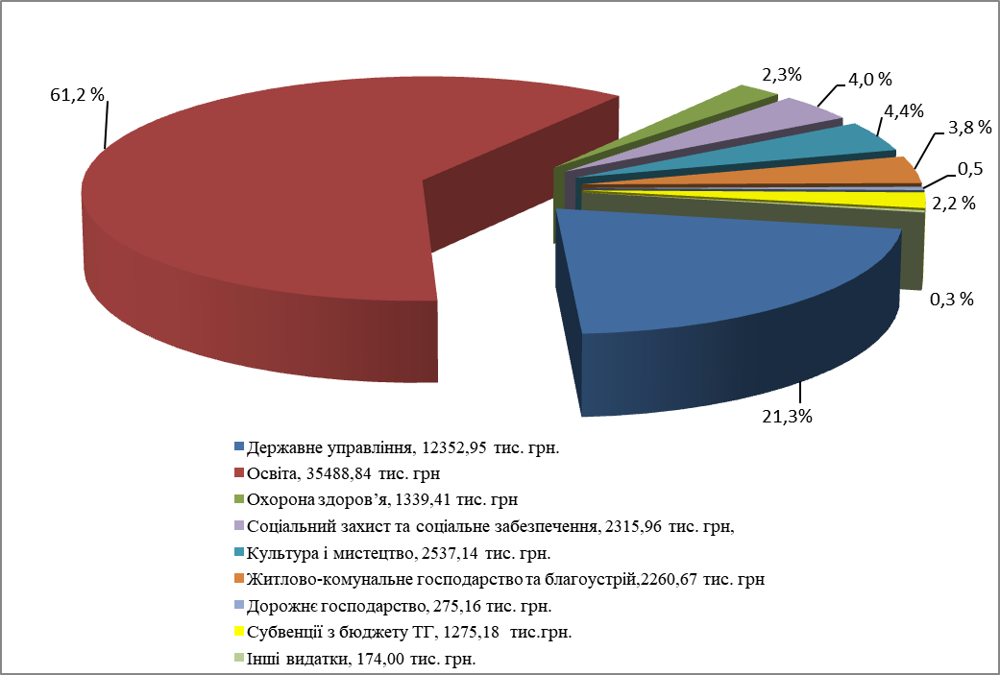 61,2 %
2,3%
4,0 %
4,4%
3,8 %
0,5
2,2 %
0,3 %
21,3%
Державне управління, 12352,95 тис. грн.
Освіта, 35488,84 тис. грн
Охорона здоров’я, 1339,41 тис. грн
Соціальний захист та соціальне забезпечення, 2315,96 тис. грн,
Культура і мистецтво, 2537,14 тис. грн.
Житлово-комунальне господарство та благоустрій,2260,67 тис. грн
Дорожнє господарство, 275,16 тис. грн.
Субвенції з бюджету ТГ, 1275,18 тис.грн.
Інші видатки, 174,00 тис. грн.